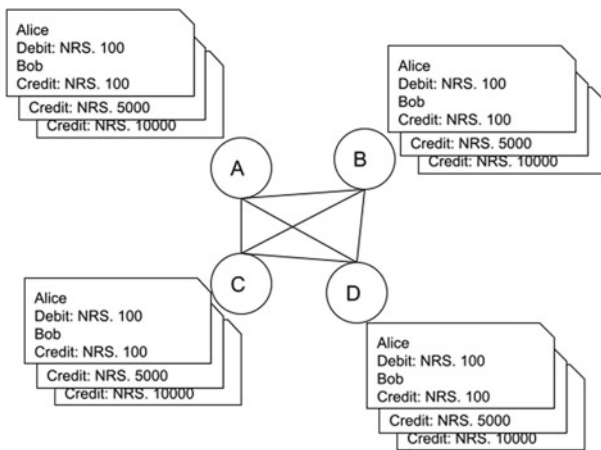 Alice
Debit: NRS. 100
Bob
Credit: NRS. 100
Credit: NRS. 5000
Credit: NRS. 10000
Alice
Debit: NRS. 100
Bob
Credit: NRS. 100
Credit: NRS. 5000
Credit: NRS. 10000
A
B
C
D
Alice
Debit: NRS. 100
Bob
Credit: NRS. 100
Credit: NRS. 5000
Credit: NRS. 10000
Alice
Debit: NRS. 100
Bob
Credit: NRS. 100
Credit: NRS. 5000
Credit: NRS. 10000